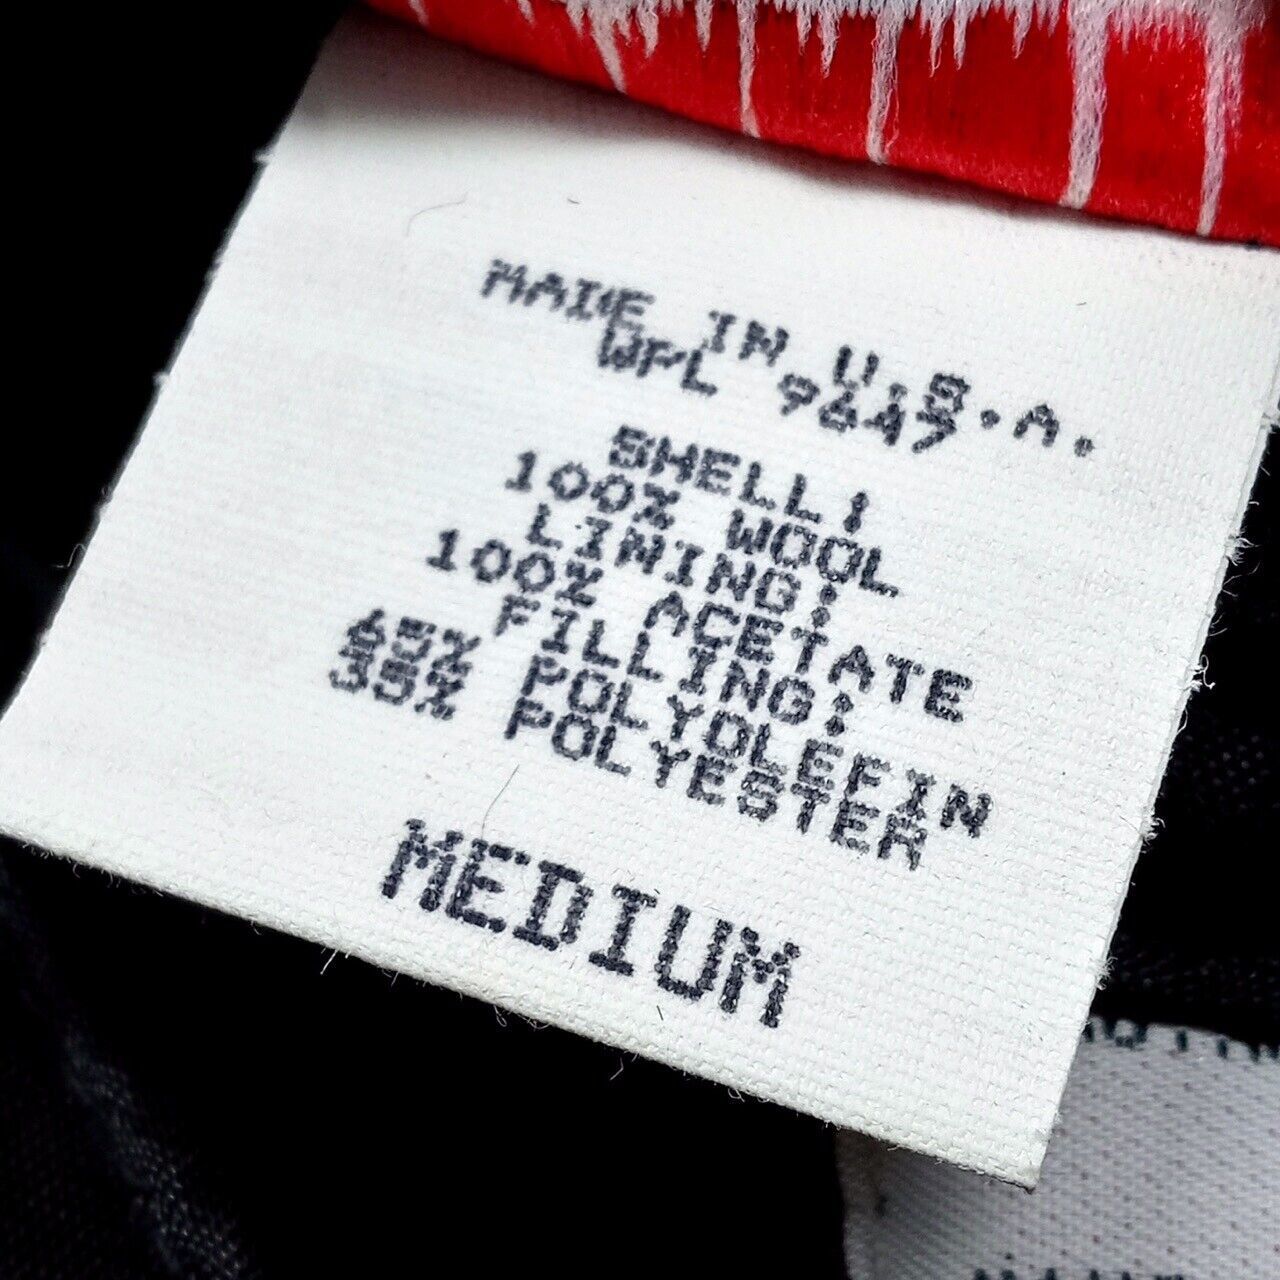 MADE IN U.S.A.
WPL 9647
SHELL:
100% WOOL
LINING:
100% ACETATE
FILLING:
65% POLYOLEFIN
35% POLYESTER
MEDIUM